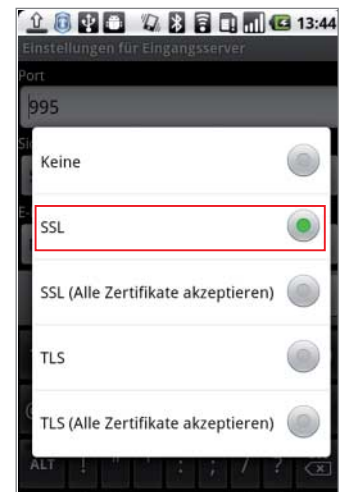 13:44
Einstellungen für Eingangsserver
Port
995
Keine
SSL
SSL (Alle Zertifikate akzeptieren)
TLS
TLS (Alle Zertifikate akzeptieren)
ALT ! " ' : ; / ?